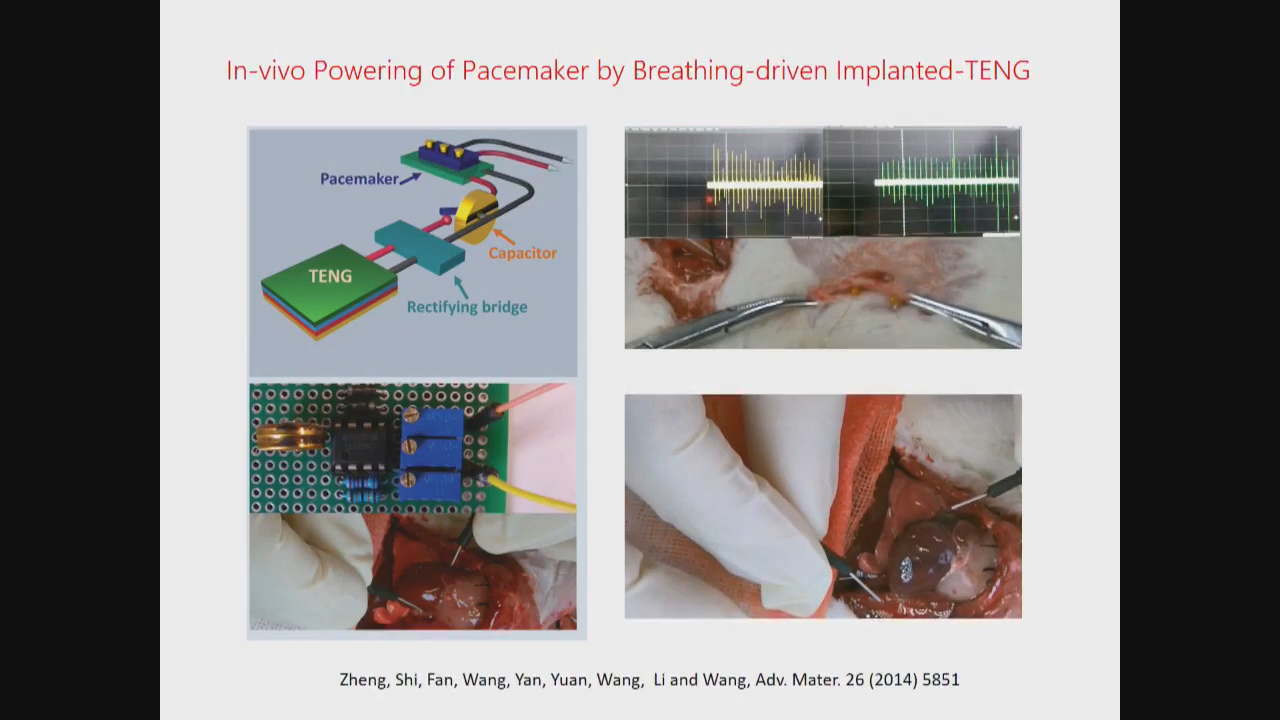 In-vivo Powering of Pacemaker by Breathing-driven Implanted-TENG
Pacemaker
Capacitor
TENG
Rectifying bridge
Zheng, Shi, Fan, Wang, Yan, Yuan, Wang, Li and Wang, Adv. Mater. 26 (2014) 5851